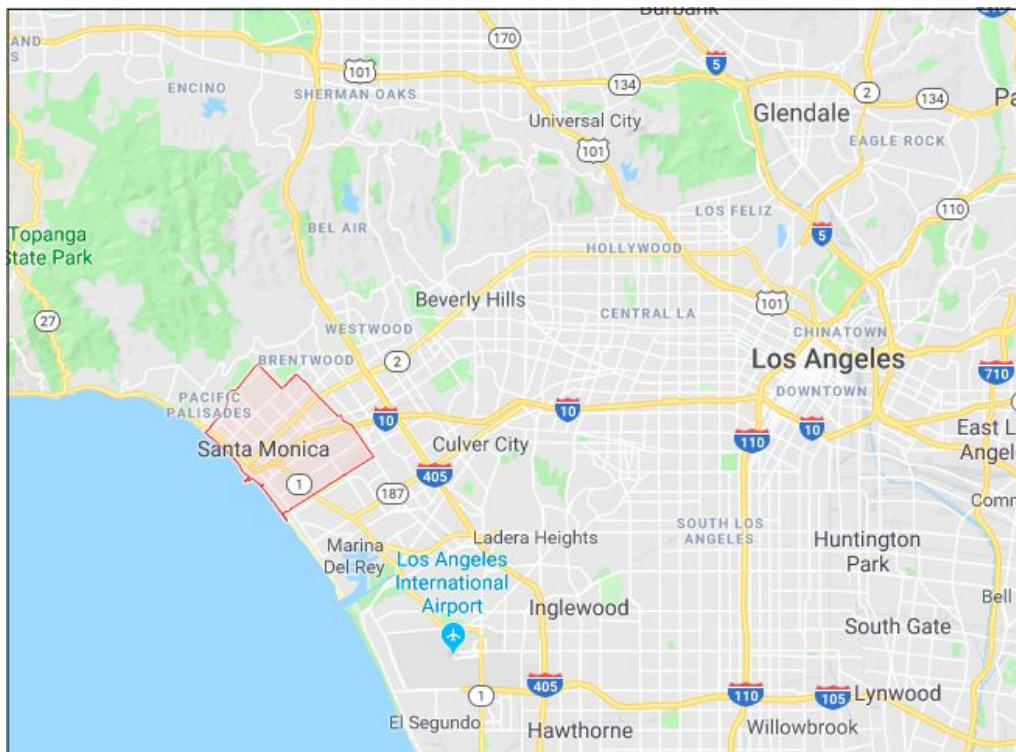 Burbank
170
5
101
134
2
134
ENCINO
SHERMAN OAKS
Glendale
Universal City
EAGLE ROCK
101
110
LOS FELIZ
5
BEL AIR
Topanga
State Park
HOLLYWOOD
Beverly Hills
101
CENTRAL LA
27
WESTWOOD
CHINATOWN
BRENTWOOD
2
Los Angeles
710
PACIFIC
PALISADES
DOWNTOWN
10
10
10
110
Santa Monica
Culver City
East L
Angel
405
1
187
Com
SOUTH LOS
ANGELES
Ladera Heights
Huntington
Park
Marina
Del Rey
Los Angeles
International
Airport
Inglewood
Bell
South Gate
1
405
110
105
Lynwood
El Segundo
Hawthorne
Willowbrook